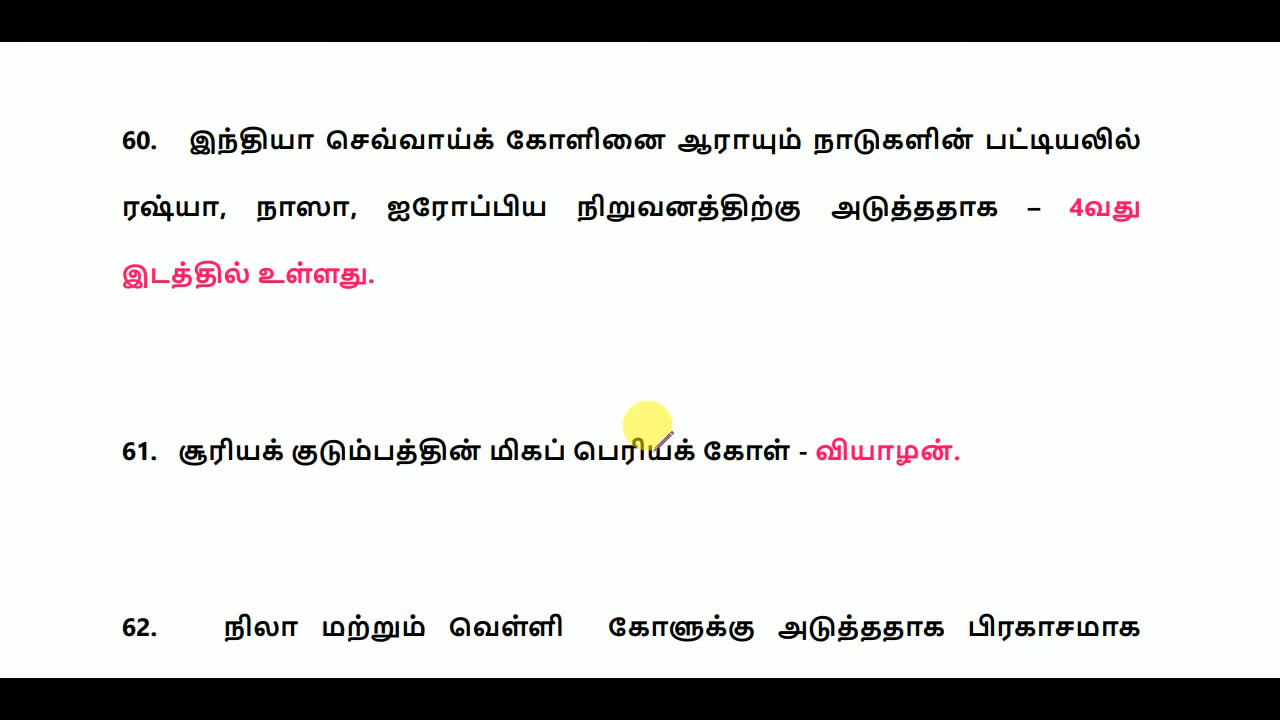 60. இந்தியா செவ்வாய்க் கோளினை ஆராயும் நாடுகளின் பட்டியலில்
ரஷ்யா, நாஸா, ஐரோப்பிய நிறுவனத்திற்கு அடுத்ததாக – 4வது
இடத்தில் உள்ளது.
61. சூரியக் குடும்பத்தின் மிகப் பெரியக் கோள் - வியாழன்.
62. நிலா மற்றும் வெள்ளி கோளுக்கு அடுத்ததாக பிரகாசமாக